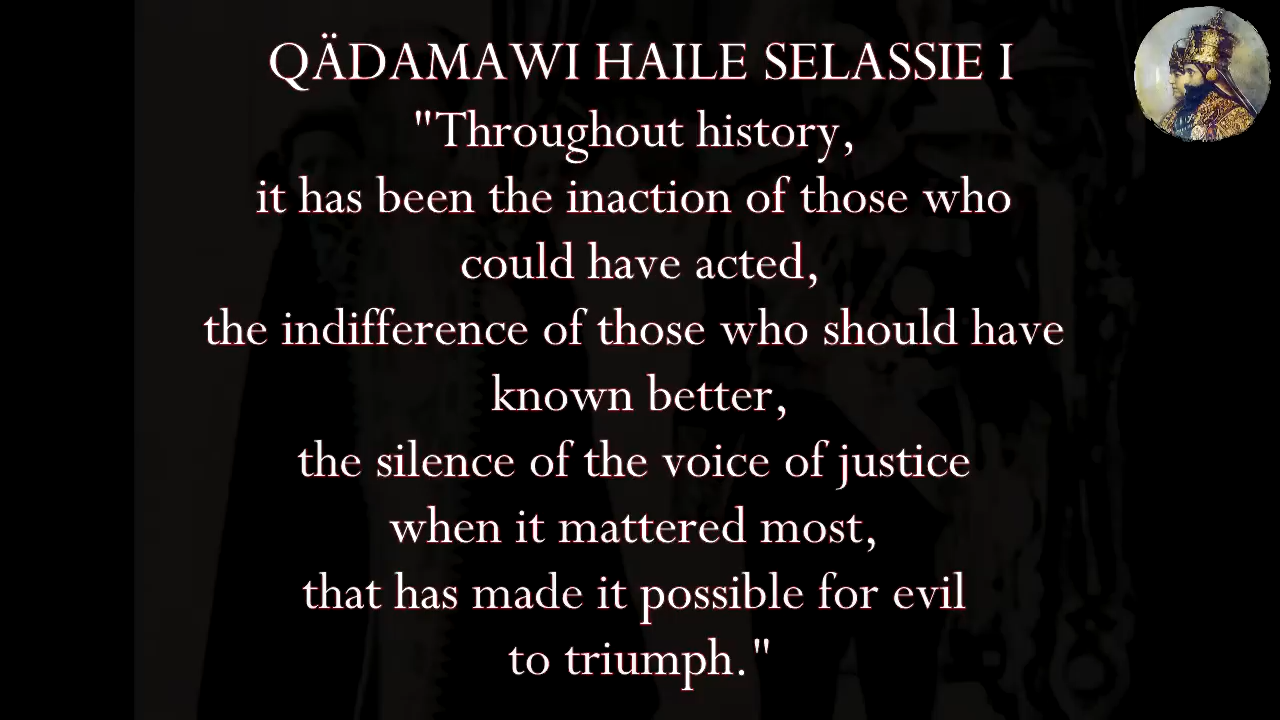 QÄDAMAWI HAILE SELASSIE I
"Throughout history,
it has been the inaction of those who
could have acted,
the indifference of those who should have
known better,
the silence of the voice of justice
when it mattered most,
that has made it possible for evil
to triumph."